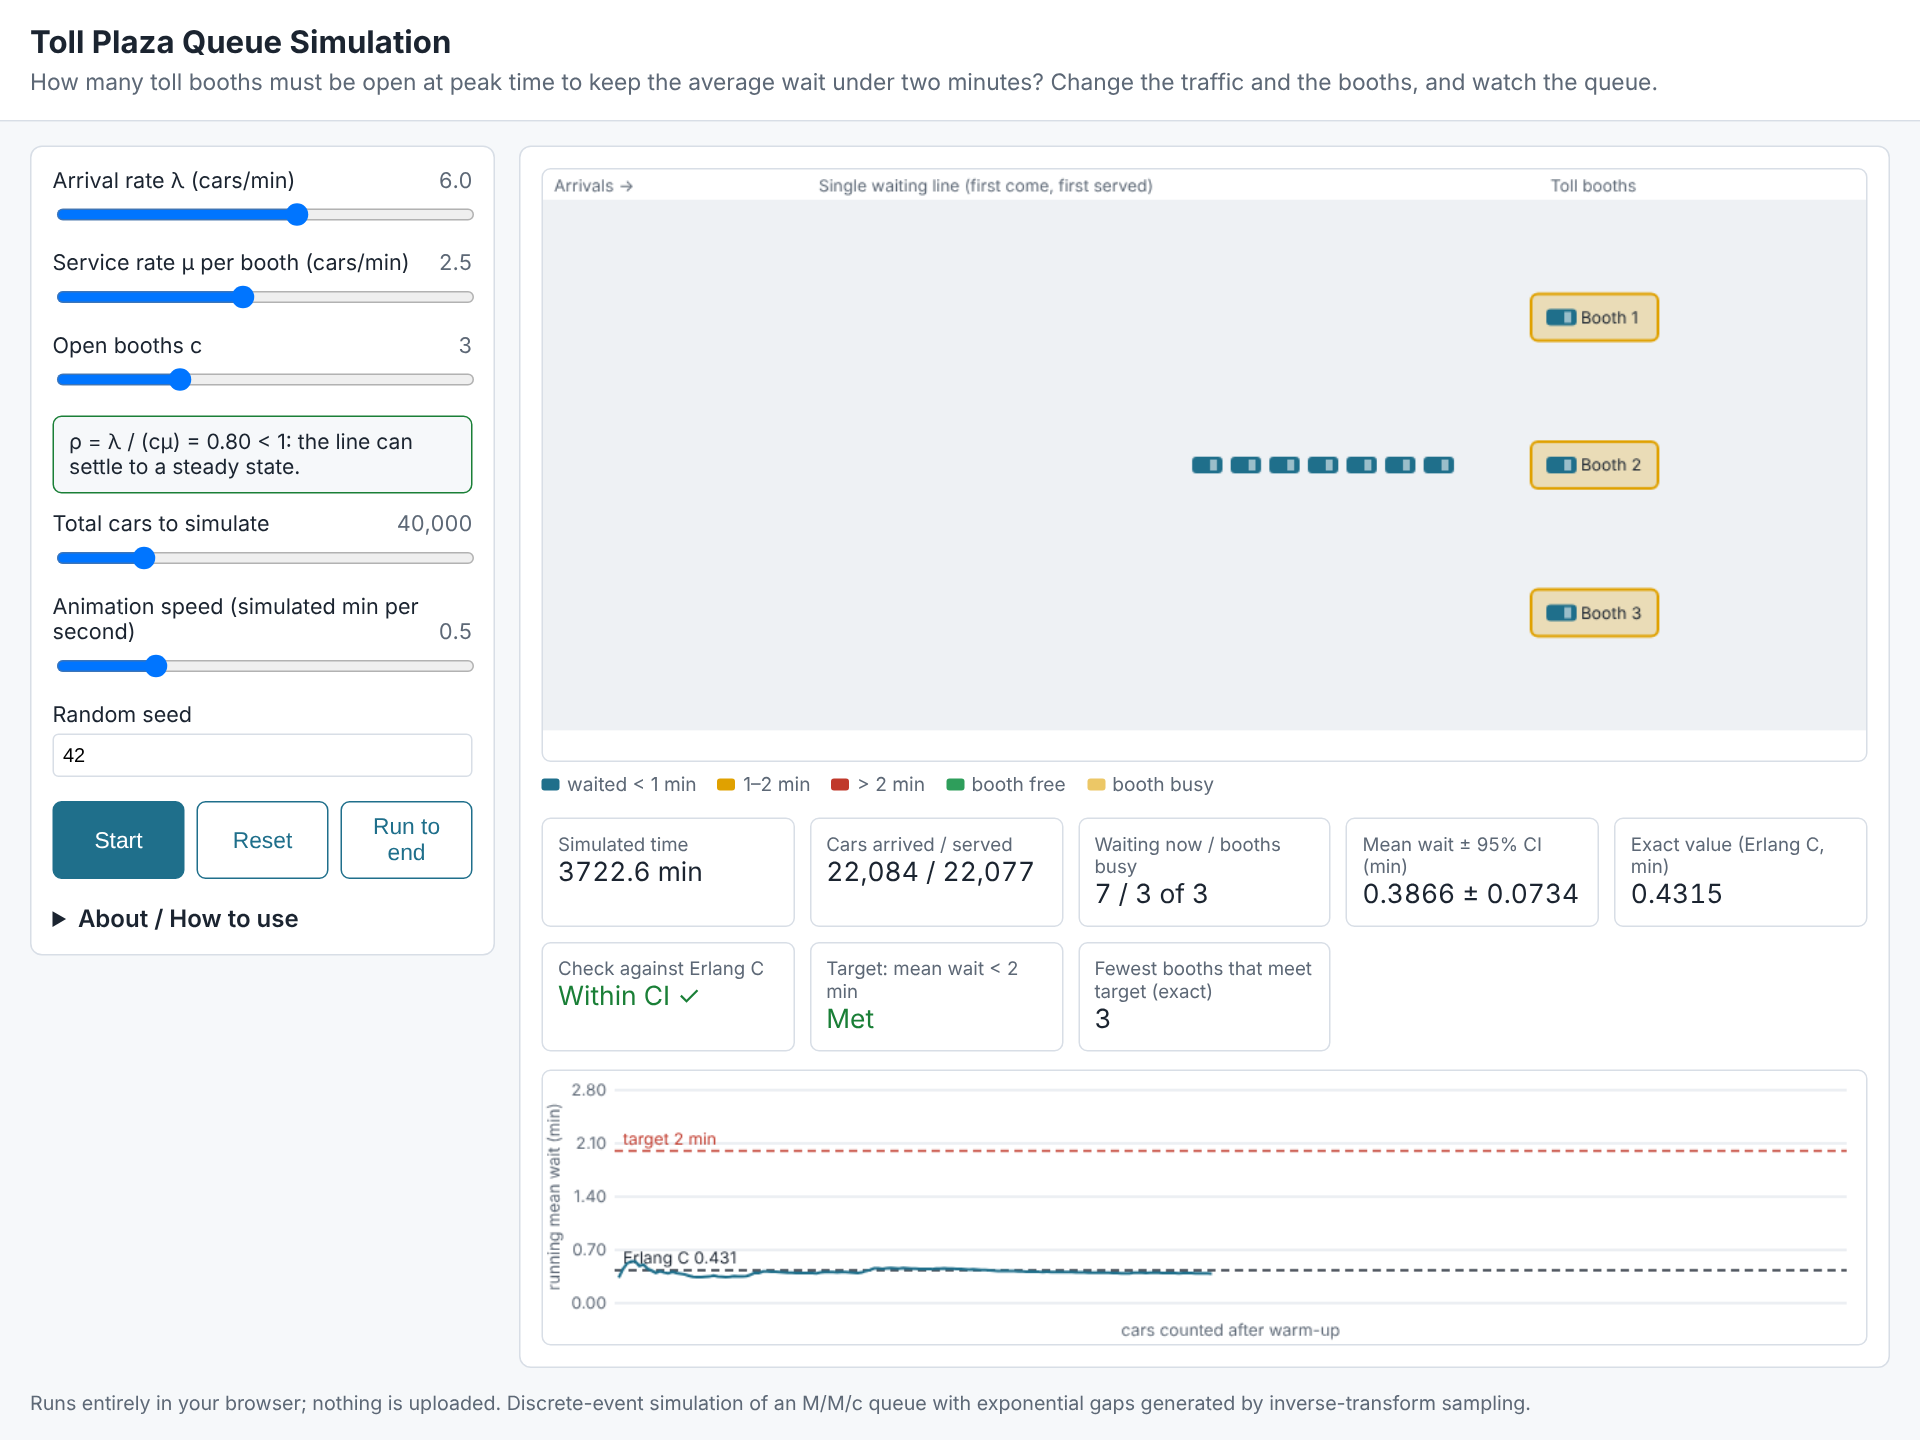 Toll Plaza Queue Simulation
How many toll booths must be open at peak time to keep the average wait under two minutes? Change the traffic and the booths, and watch the queue.
Arrival rate λ (cars/min) 6.0
Service rate μ per booth (cars/min) 2.5
Open booths c 3
ρ = λ / (cμ) = 0.80 < 1: the line can
settle to a steady state.
Total cars to simulate 40,000
Animation speed (simulated min per
second) 0.5
Random seed
42
Start Reset Run to
end
▶ About / How to use
Arrivals → Single waiting line (first come, first served) Toll booths
Booth 1
Booth 2
Booth 3
waited < 1 min 1–2 min > 2 min booth free booth busy
Simulated time
3722.6 min
Cars arrived / served
22,084 / 22,077
Waiting now / booths
busy
7 / 3 of 3
Mean wait ± 95% CI
(min)
0.3866 ± 0.0734
Exact value (Erlang C,
min)
0.4315
Check against Erlang C
Within CI ✓
Target: mean wait < 2
min
Met
Fewest booths that meet
target (exact)
3
running mean wait (min)
2.80
2.10
1.40
0.70
0.00
target 2 min
Erlang C 0.431
cars counted after warm-up
Runs entirely in your browser; nothing is uploaded. Discrete-event simulation of an M/M/c queue with exponential gaps generated by inverse-transform sampling.